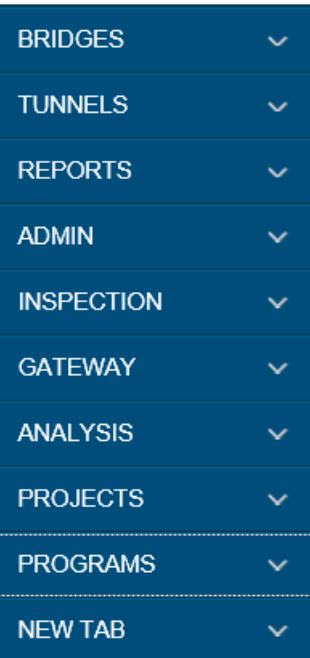 BRIDGES
TUNNELS
REPORTS
ADMIN
INSPECTION
GATEWAY
ANALYSIS
PROJECTS
PROGRAMS
NEW TAB